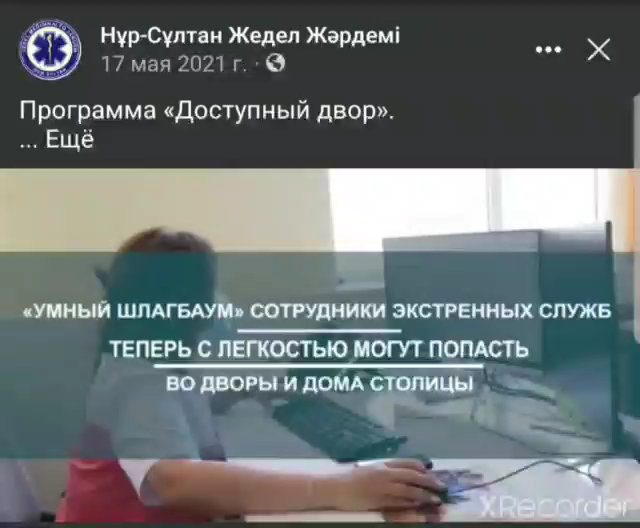 Нұр-Сұлтан Жедел Жәрдемі
17 мая 2021 г. ·
Программа «Доступный двор».
... Ещё
«УМНЫЙ ШЛАГБАУМ» СОТРУДНИКИ ЭКСТРЕННЫХ СЛУЖБ
ТЕПЕРЬ С ЛЕГКОСТЬЮ МОГУТ ПОПАСТЬ
ВО ДВОРЫ И ДОМА СТОЛИЦЫ
XRecorder